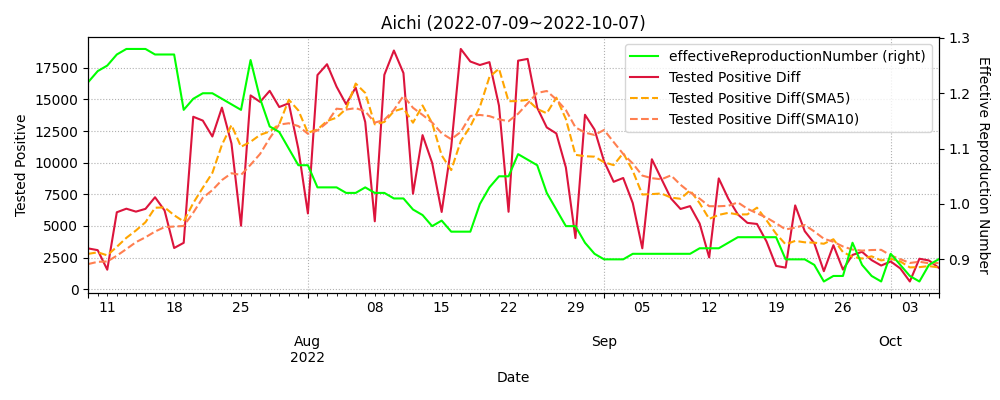 Aichi (2022-07-09~2022-10-07)
effectiveReproductionNumber (right)
Tested Positive Diff
Tested Positive Diff(SMA5)
Tested Positive Diff(SMA10)
Tested Positive
17500
15000
12500
10000
7500
5000
2500
0
1.3
1.2
1.1
1.0
0.9
Effective Reproduction Number
11 18 25 08 15 22 29 05 12 19 26 03
Aug Sep Oct
2022
Date